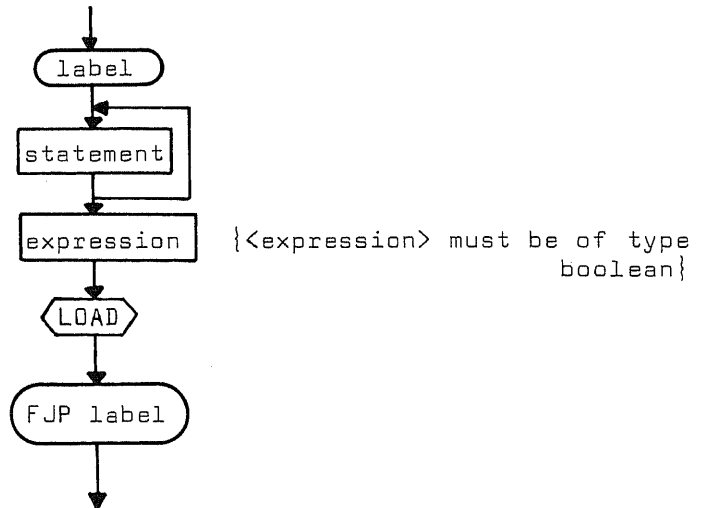 label
statement
expression {<expression> must be of type
boolean}
LOAD
FJP label